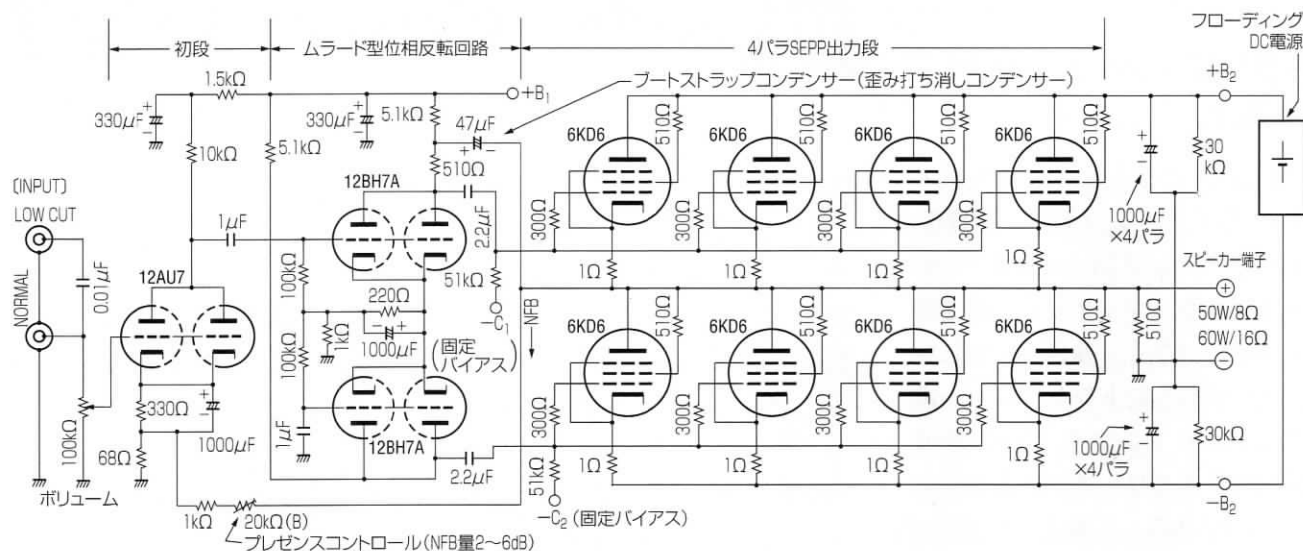 初段
ムラード型位相反転回路
4パラSEPP出力段
フローディング
DC電源
1.5kΩ
ブートストラップコンデンサー(歪み打ち消しコンデンサー)
+B₁
+B₂
330μF
+
-
330μF
+
-
5.1kΩ
47μF
+
-
10kΩ
5.1kΩ
510Ω
6KD6
510Ω
6KD6
510Ω
6KD6
510Ω
6KD6
510Ω
+
-
30
kΩ
(INPUT)
LOW CUT
12BH7A
1μF
2.2μF
300Ω
300Ω
300Ω
300Ω
1000μF
×4パラ
0.01μF
12AU7
NORMAL
100kΩ
51kΩ
-C₁
1Ω
1Ω
1Ω
1Ω
スピーカー端子
+
50W/8Ω
60W/16Ω
-
220Ω
1kΩ
- +
1000μF
(固定
バイアス)
NFB
6KD6
510Ω
6KD6
510Ω
6KD6
510Ω
6KD6
510Ω
510Ω
100kΩ
330Ω
+
-
1000μF
68Ω
100kΩ
ボリューム
1μF
12BH7A
2.2μF
300Ω
300Ω
300Ω
300Ω
51kΩ
1Ω
1Ω
1Ω
1Ω
1000μF
×4パラ
+
-
30kΩ
-B₂
-C₂(固定バイアス)
1kΩ
20kΩ(B)
プレゼンスコントロール(NFB量2~6dB)